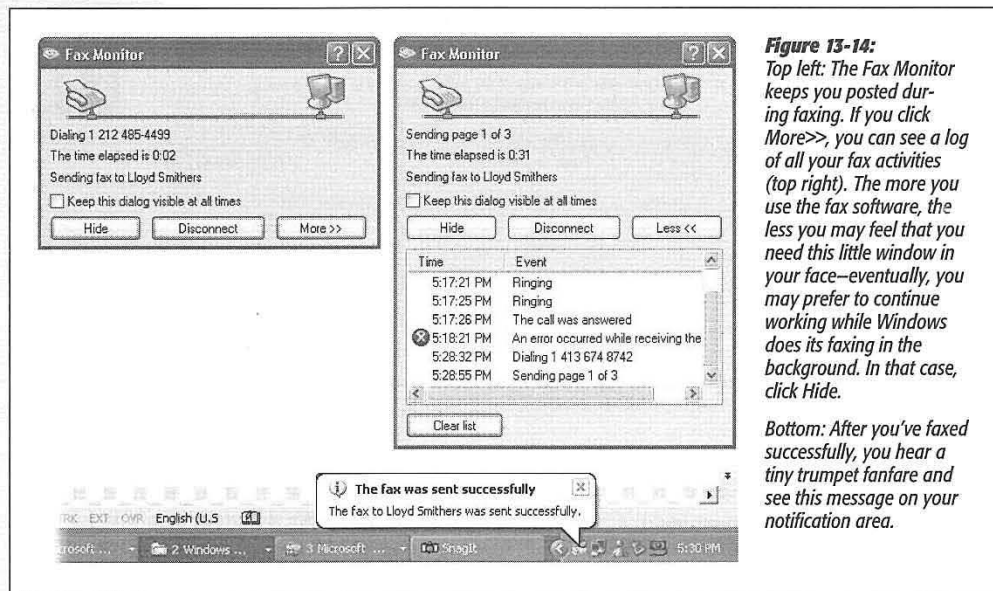 Fax Monitor
Dialing 1 212 485-4499
The time elapsed is 0:02
Sending fax to Lloyd Smithers
Keep this dialog visible at all times
Hide
Disconnect
More >>
Fax Monitor
Sending page 1 of 3
The time elapsed is 0:31
Sending fax to Lloyd Smithers
Keep this dialog visible at all times
Hide
Disconnect
Less <<
Time Event
5:17:21 PM Ringing
5:17:25 PM Ringing
5:17:26 PM The call was answered
5:18:21 PM An error occurred while receiving the
5:28:32 PM Dialing 1 413 674 8742
5:28:55 PM Sending page 1 of 3
Clear list
The fax was sent successfully
The fax to Lloyd Smithers was sent successfully.
RK EXT OVR English (U.S
crosoft ... 2 Windows ... 3 Microsoft ... SnagIt 5:30 PM
Figure 13-14:
Top left: The Fax Monitor
keeps you posted dur-
ing faxing. If you click
More>>, you can see a log
of all your fax activities
(top right). The more you
use the fax software, the
less you may feel that you
need this little window in
your face—eventually, you
may prefer to continue
working while Windows
does its faxing in the
background. In that case,
click Hide.
Bottom: After you've faxed
successfully, you hear a
tiny trumpet fanfare and
see this message on your
notification area.